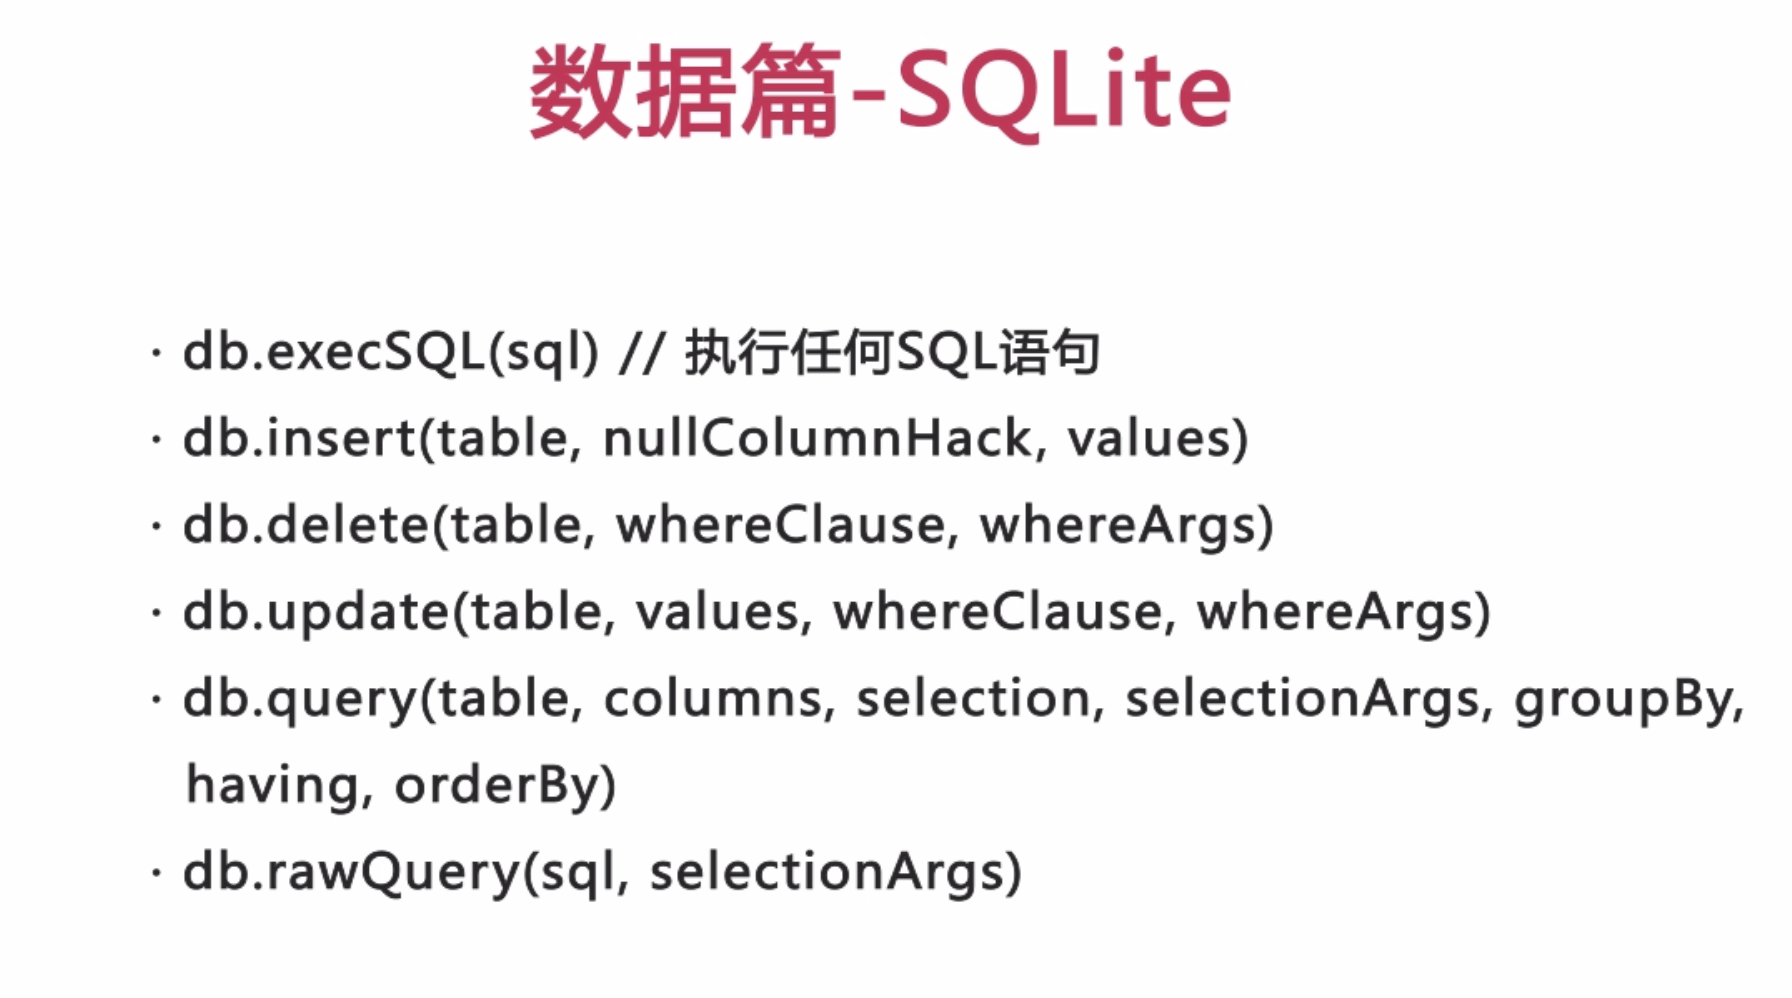 数据篇-SQLite
· db.execSQL(sql) // 执行任何SQL语句
· db.insert(table, nullColumnHack, values)
· db.delete(table, whereClause, whereArgs)
· db.update(table, values, whereClause, whereArgs)
· db.query(table, columns, selection, selectionArgs, groupBy,
having, orderBy)
· db.rawQuery(sql, selectionArgs)